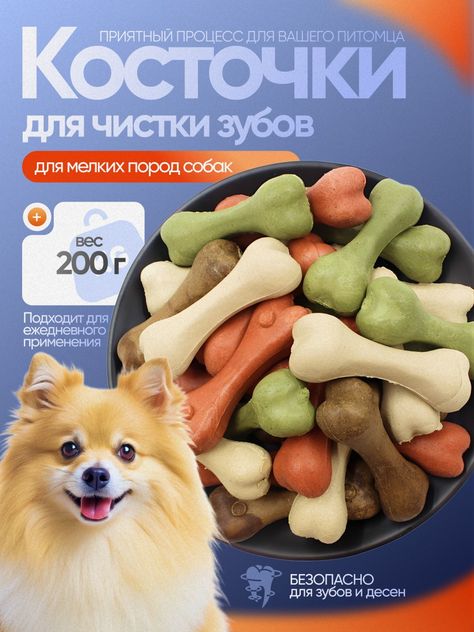 ПРИЯТНЫЙ ПРОЦЕСС ДЛЯ ВАШЕГО ПИТОМЦА
Косточки
для чистки зубов
для мелких пород собак
+
вес
200 г
Подходит для
ежедневного
применения
БЕЗОПАСНО
для зубов и десен